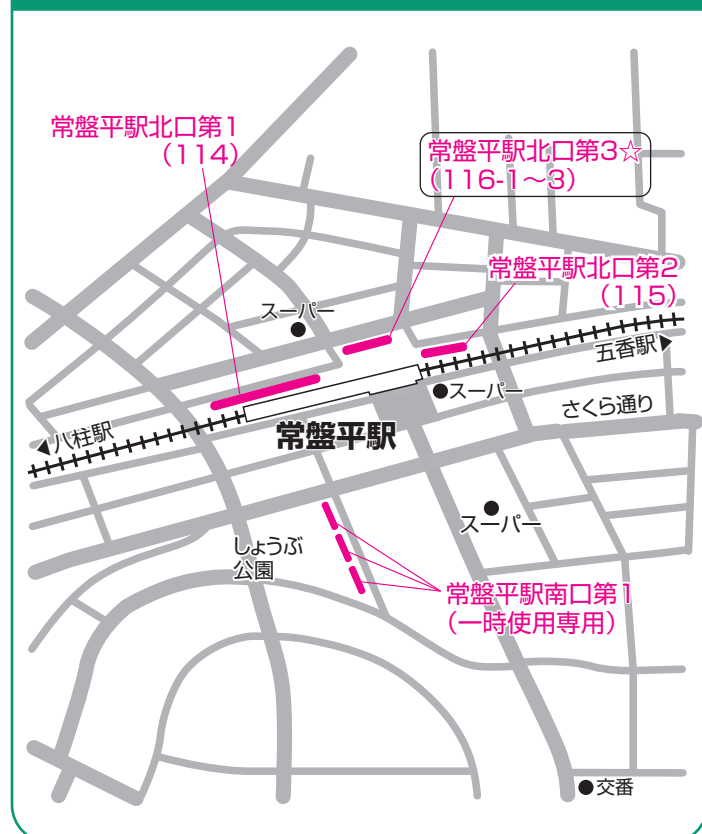 常盤平駅北口第1
（114）
常盤平駅北口第3☆
（116-1～3）
常盤平駅北口第2
（115）
スーパー
五香駅▶
スーパー
さくら通り
◀八柱駅
常盤平駅
スーパー
しょうぶ
公園
常盤平駅南口第1
（一時使用専用）
交番